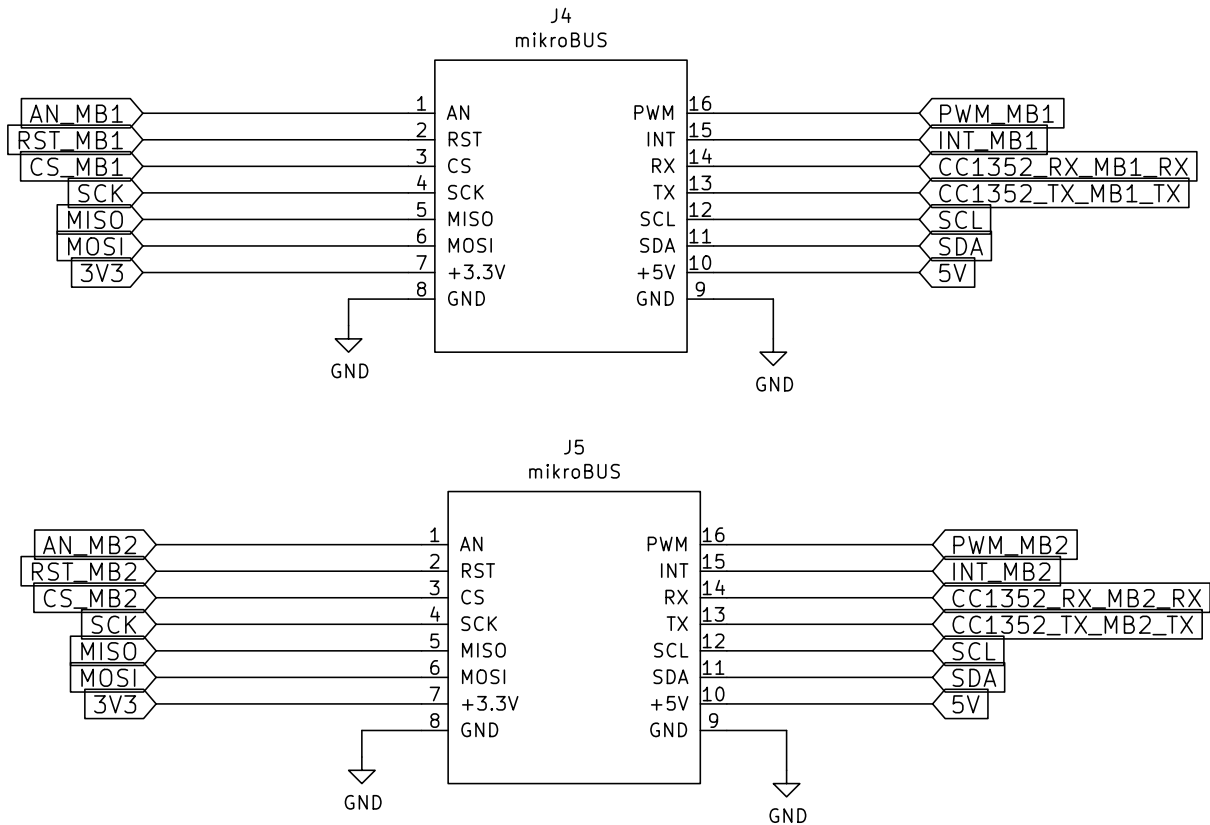 J4
mikroBUS
AN_MB1 1 AN PWM 16 PWM_MB1
RST_MB1 2 RST INT 15 INT_MB1
CS_MB1 3 CS RX 14 CC1352_RX_MB1_RX
SCK 4 SCK TX 13 CC1352_TX_MB1_TX
MISO 5 MISO SCL 12 SCL
MOSI 6 MOSI SDA 11 SDA
3V3 7 +3.3V +5V 10 5V
8 GND GND 9
GND
GND
J5
mikroBUS
AN_MB2 1 AN PWM 16 PWM_MB2
RST_MB2 2 RST INT 15 INT_MB2
CS_MB2 3 CS RX 14 CC1352_RX_MB2_RX
SCK 4 SCK TX 13 CC1352_TX_MB2_TX
MISO 5 MISO SCL 12 SCL
MOSI 6 MOSI SDA 11 SDA
3V3 7 +3.3V +5V 10 5V
8 GND GND 9
GND
GND